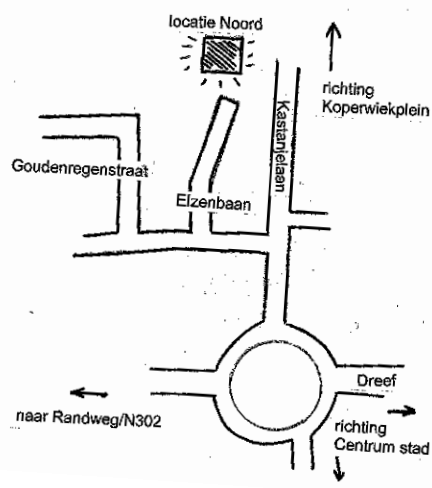 locatie Noord
richting
Koperwiekplein
Kastanjelaan
Goudenregenstraat
Elzenbaan
Dreef
naar Randweg/N302
richting
Centrum stad